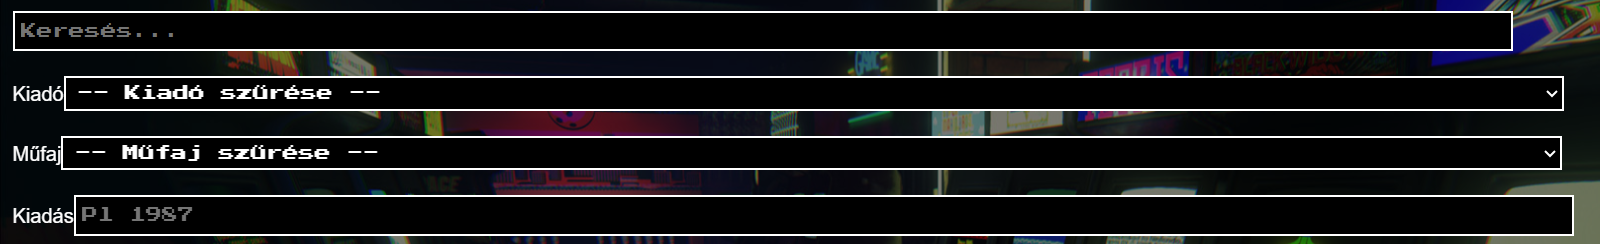 Keresés...
Kiadó -- Kiadó szűrése --
Műfaj -- Műfaj szűrése --
Kiadás Pl 1987